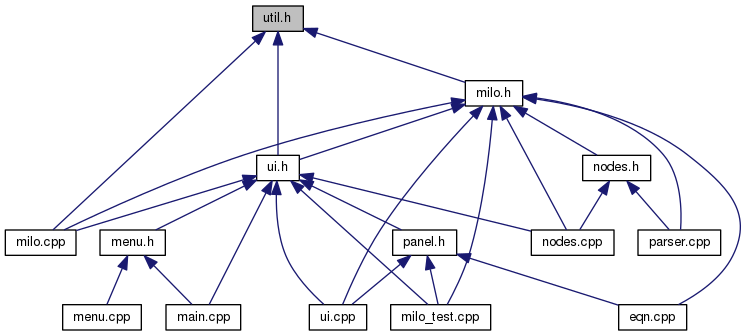 util.h
milo.h
ui.h
nodes.h
milo.cpp
menu.h
panel.h
nodes.cpp
parser.cpp
menu.cpp
main.cpp
ui.cpp
milo_test.cpp
eqn.cpp